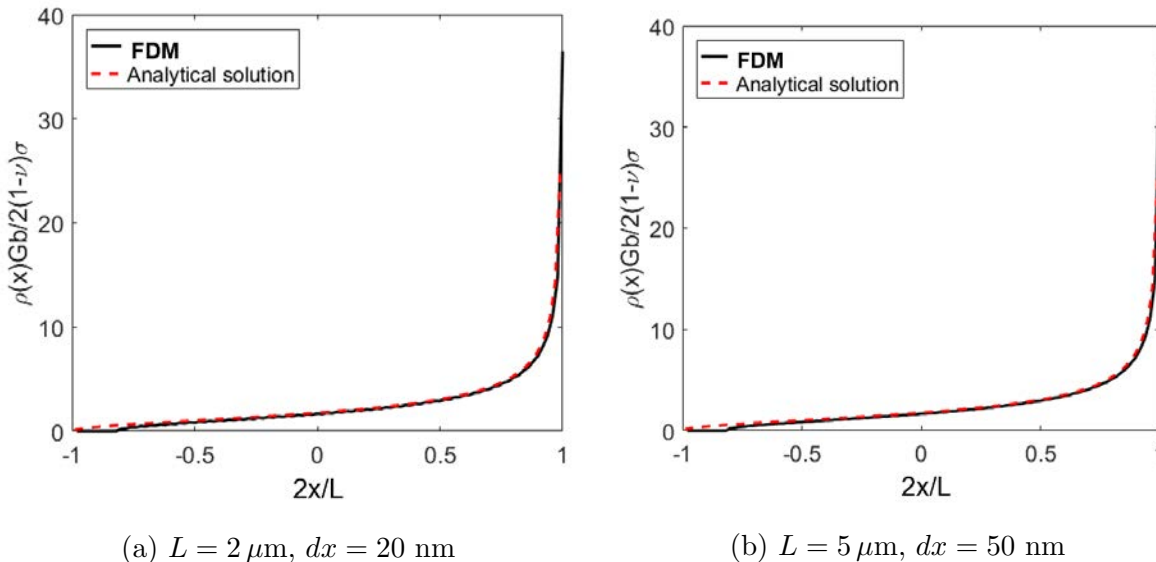 40
30
20
10
0
ρ(x)Gb/2(1-ν)σ
FDM
Analytical solution
-1 -0.5 0 0.5 1
2x/L
(a) L = 2 μm, dx = 20 nm
40
30
20
10
0
ρ(x)Gb/2(1-ν)σ
FDM
Analytical solution
-1 -0.5 0 0.5 1
2x/L
(b) L = 5 μm, dx = 50 nm